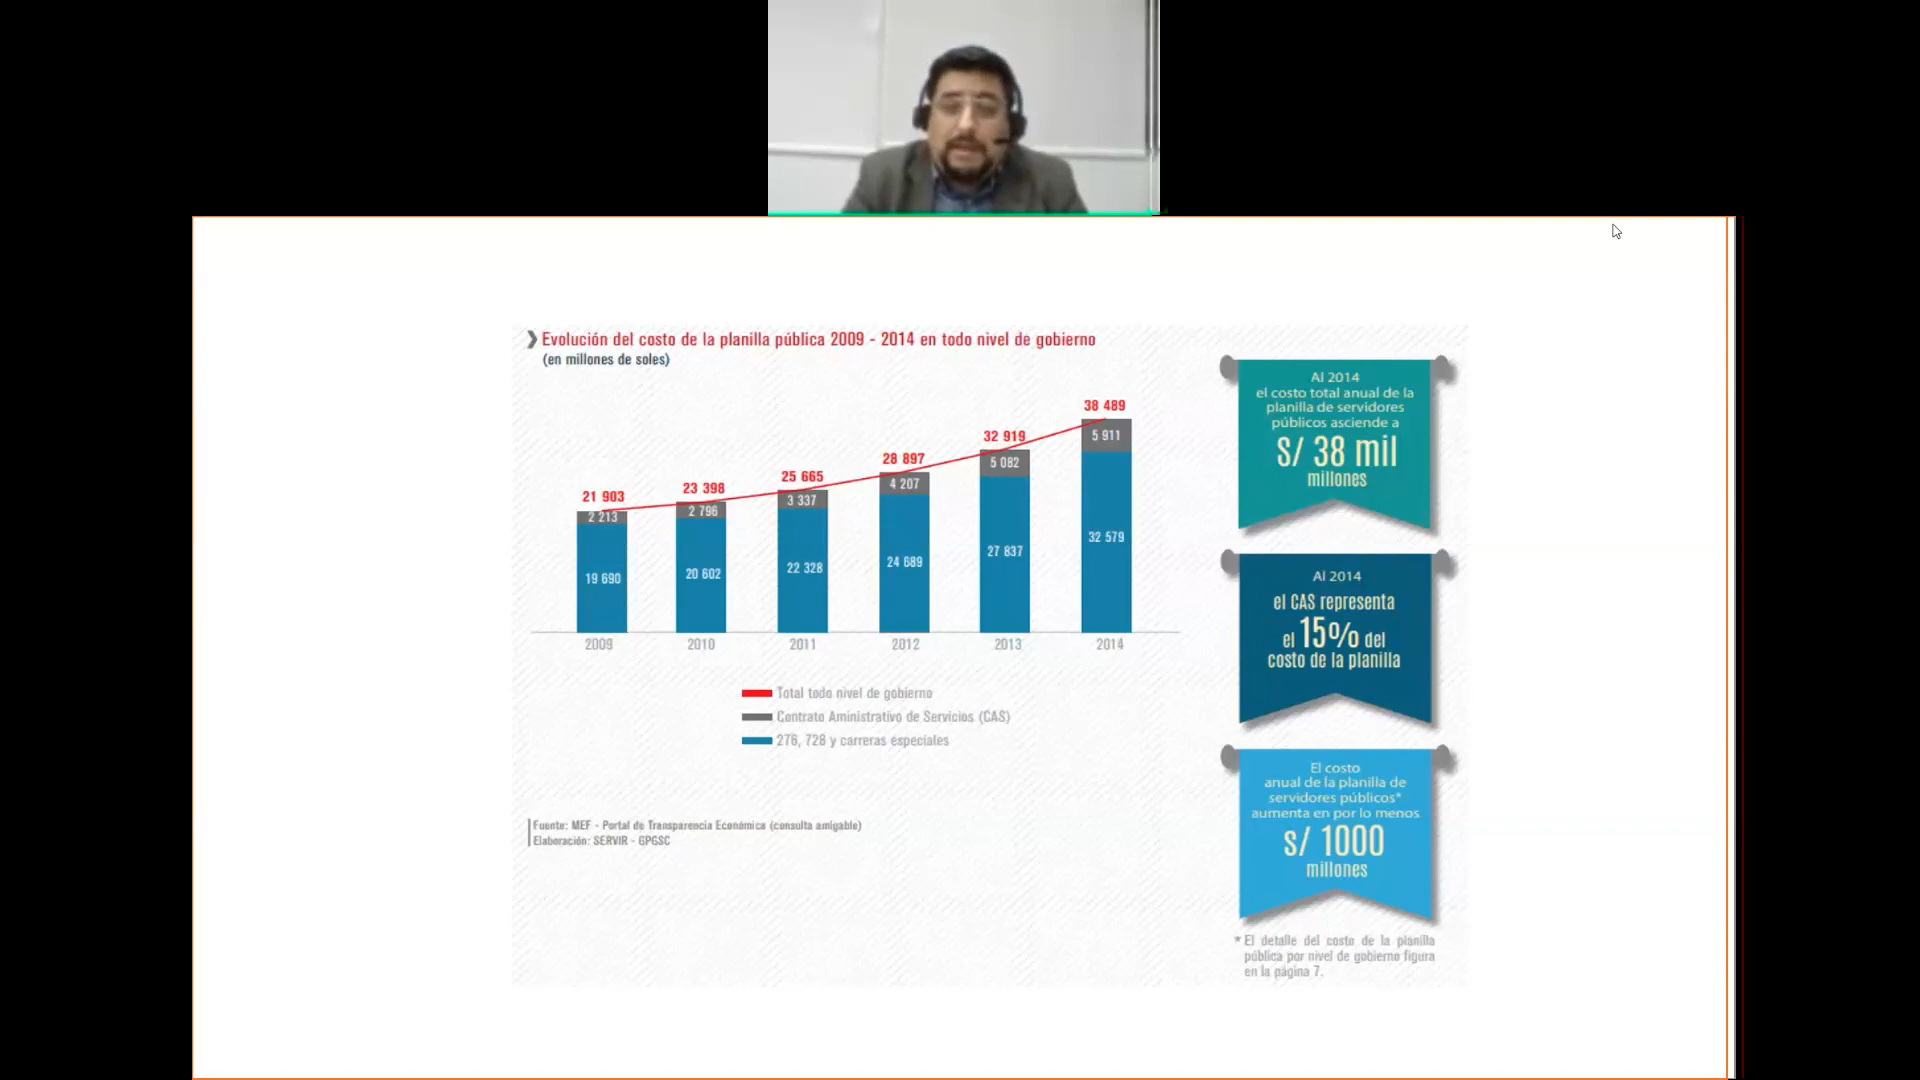 Evolución del costo de la planilla pública 2009 - 2014 en todo nivel de gobierno
(en millones de soles)
21 903
23 398
25 665
28 897
32 919
38 489
2 213
2 796
3 337
4 207
5 082
5 911
19 690
20 602
22 328
24 689
27 837
32 579
2009
2010
2011
2012
2013
2014
Total todo nivel de gobierno
Contrato Aministrativo de Servicios (CAS)
276, 728 y carreras especiales
Fuente: MEF - Portal de Transparencia Económica (consulta amigable)
Elaboración: SERVIR - GPGSC
Al 2014
el costo total anual de la
planilla de servidores
públicos asciende a
S/ 38 mil
millones
Al 2014
el CAS representa
el 15% del
costo de la planilla
El costo
anual de la planilla de
servidores públicos*
aumenta en por lo menos
s/ 1000
millones
* El detalle del costo de la planilla
pública por nivel de gobierno figura
en la página 7.